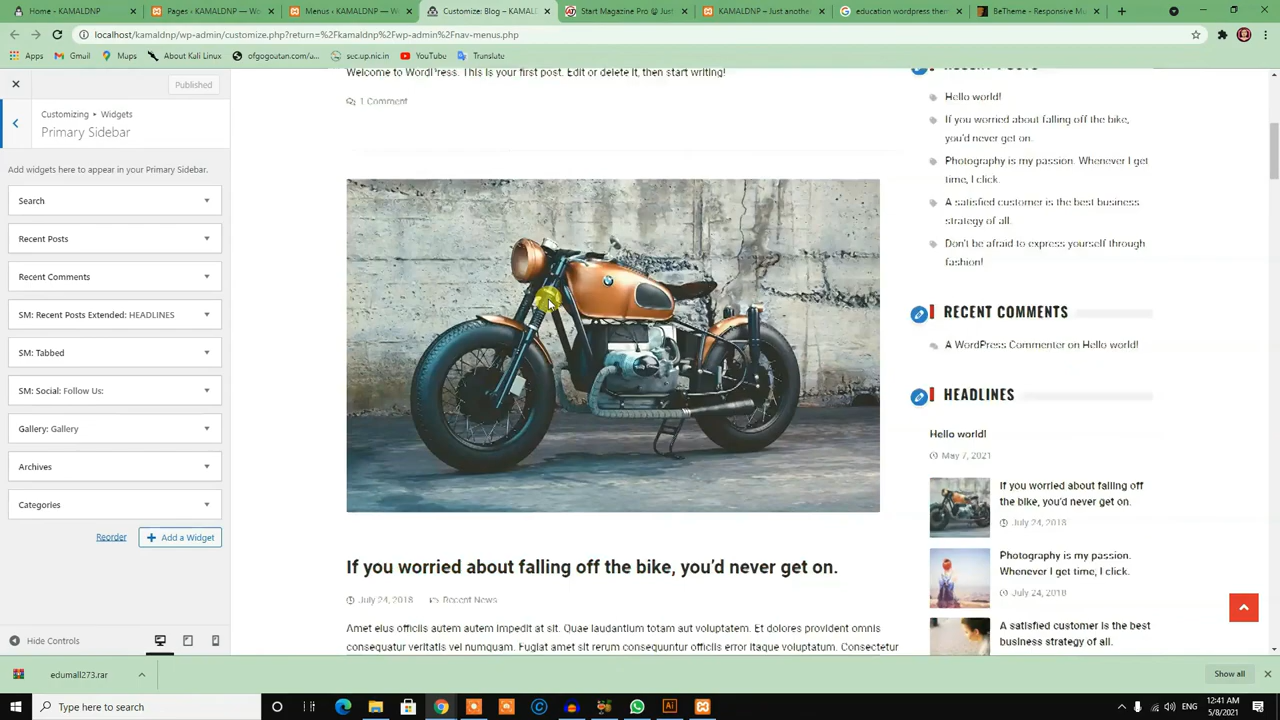 Home - KAMALDNP
Pages - KAMALDNP - Wo
Menus - KAMALDNP - W
Customize: Blog – KAMAL
Start Magazine Pro @ Just
KAMALDNP – Just anothe
education wordpress them
BeTheme - Responsive Mu
localhost/kamaldnp/wp-admin/customize.php?return=%2Fkamaldnp%2Fwp-admin%2Fnav-menus.php
Apps
Gmail
Maps
About Kali Linux
ofgogoutan.com/u...
suc.up.nic.in
YouTube
Translate
Published
Customizing ▸ Widgets
Primary Sidebar
Add widgets here to appear in your Primary Sidebar.
Search
Recent Posts
Recent Comments
SM: Recent Posts Extended: HEADLINES
SM: Tabbed
SM: Social: Follow Us:
Gallery: Gallery
Archives
Categories
Reorder
Add a Widget
Hide Controls
Welcome to WordPress. This is your first post. Edit or delete it, then start writing!
1 Comment
If you worried about falling off the bike, you'd never get on.
July 24, 2018
Recent News
Amet eius officiis autem autem impedit at sit. Quae laudantium totam aut voluptatem. Et dolores provident omnis
consequatur veritatis vel numquam. Fugiat amet sit rerum consequuntur officiis error itaque voluptatum. Consectetur
RECENT POSTS
Hello world!
If you worried about falling off the bike,
you'd never get on.
Photography is my passion. Whenever I get
time, I click.
A satisfied customer is the best business
strategy of all.
Don't be afraid to express yourself through
fashion!
RECENT COMMENTS
A WordPress Commenter on Hello world!
HEADLINES
Hello world!
May 7, 2021
If you worried about falling off
the bike, you'd never get on.
July 24, 2018
Photography is my passion.
Whenever I get time, I click.
July 24, 2018
A satisfied customer is the best
business strategy of all.
edumall273.rar
Show all
Type here to search
ENG
12:41 AM
5/8/2021